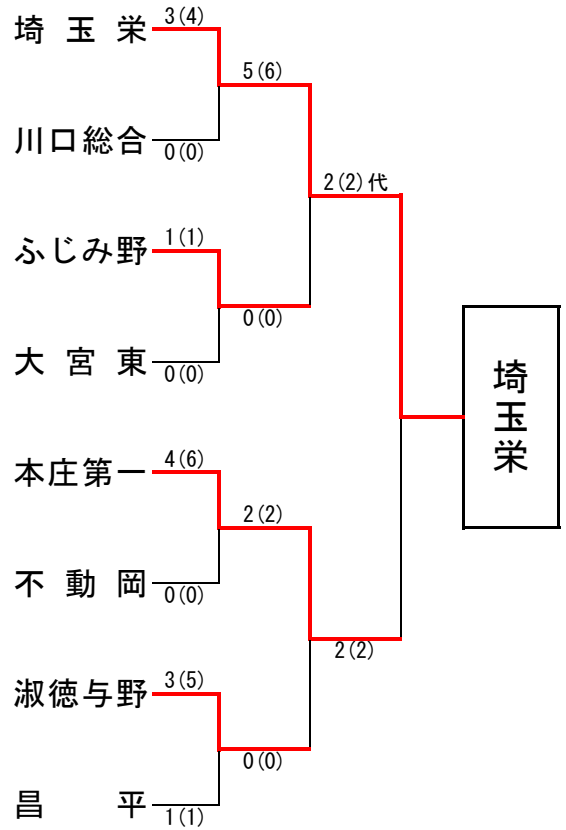 埼玉栄
3(4)
5(6)
川口総合
0(0)
2(2)代
ふじみ野
1(1)
0(0)
大宮東
0(0)
埼玉栄
本庄第一
4(6)
2(2)
不動岡
0(0)
2(2)
淑徳与野
3(5)
0(0)
昌平
1(1)